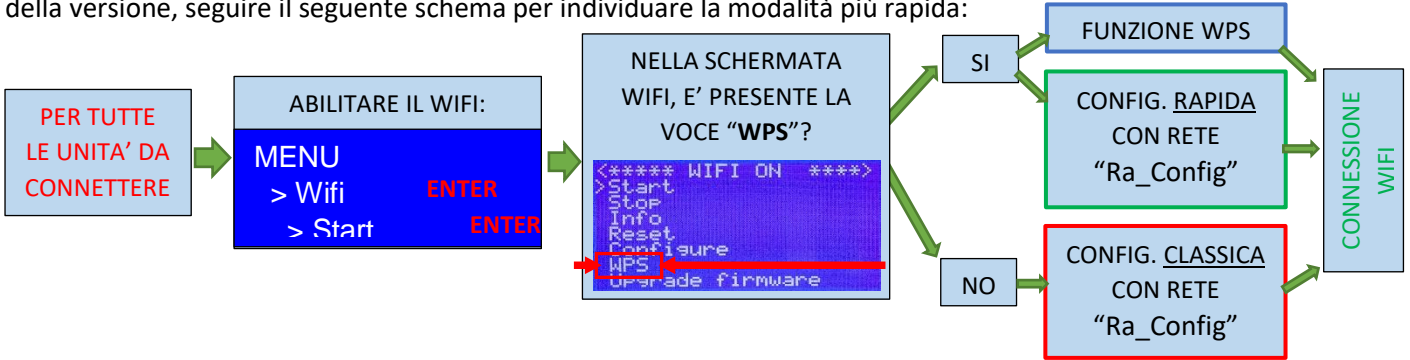 della versione, seguire il seguente schema per individuare la modalità più rapida:
PER TUTTE
LE UNITA’ DA
CONNETTERE
ABILITARE IL WIFI:
MENU
> Wifi ENTER
> Start ENTER
NELLA SCHERMATA
WIFI, E’ PRESENTE LA
VOCE “WPS”?
<***** WIFI ON ****>
>Start
Stop
Info
Reset
Configure
WPS
Upgrade firmware
SI
NO
FUNZIONE WPS
CONFIG. RAPIDA
CON RETE
“Ra_Config”
CONFIG. CLASSICA
CON RETE
“Ra_Config”
CONNESSIONE
WIFI